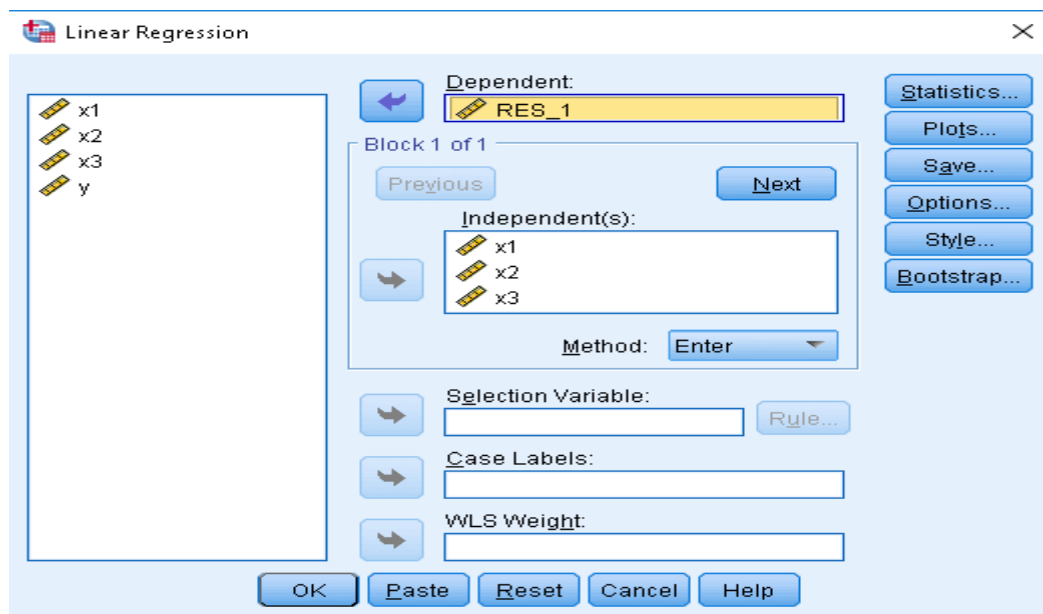 Linear Regression
x1
x2
x3
y
Dependent:
RES_1
Block 1 of 1
Previous
Next
Independent(s):
x1
x2
x3
Method: Enter
Selection Variable:
Rule...
Case Labels:
WLS Weight:
Statistics...
Plots...
Save...
Options...
Style...
Bootstrap...
OK Paste Reset Cancel Help